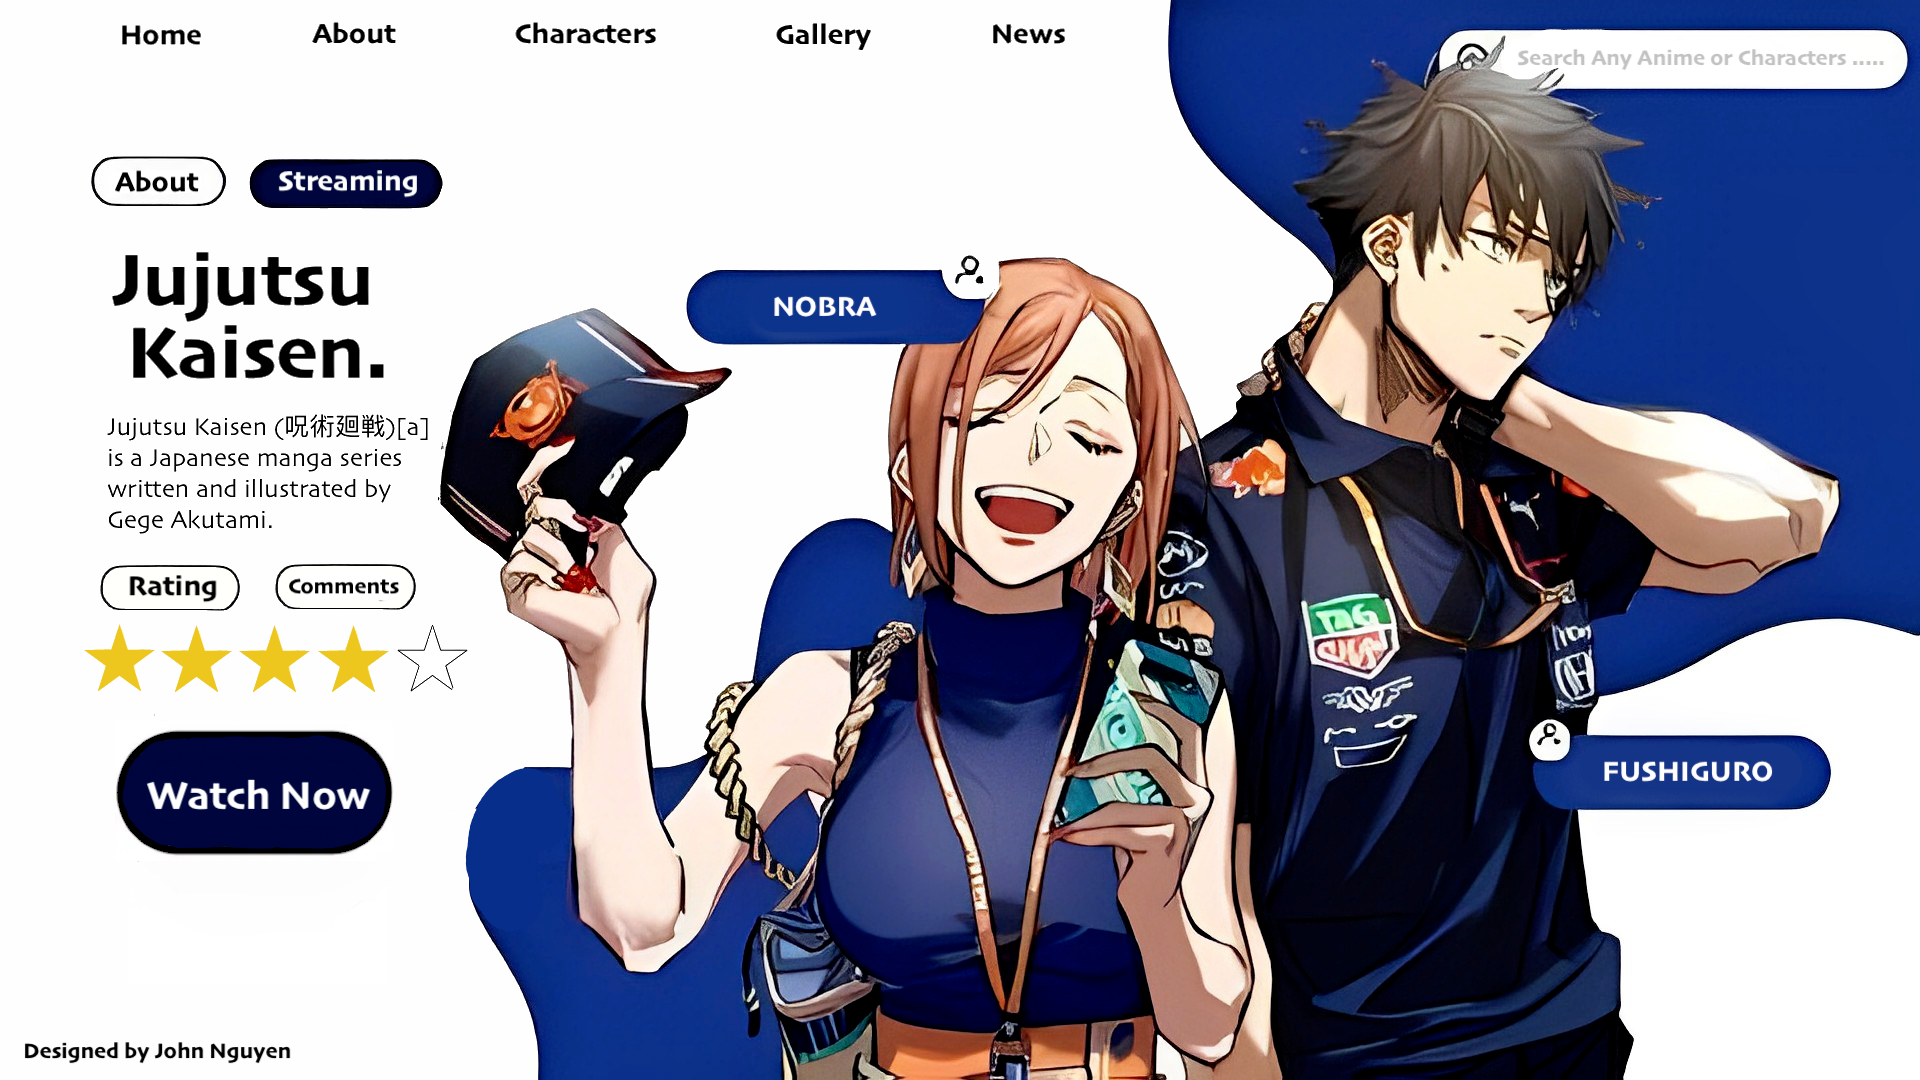 Home
About
Characters
Gallery
News
Search Any Anime or Characters .....
About
Streaming
Jujutsu
Kaisen.
NOBRA
Jujutsu Kaisen (呪術廻戦)[a]
is a Japanese manga series
written and illustrated by
Gege Akutami.
Rating
Comments
Watch Now
FUSHIGURO
Designed by John Nguyen